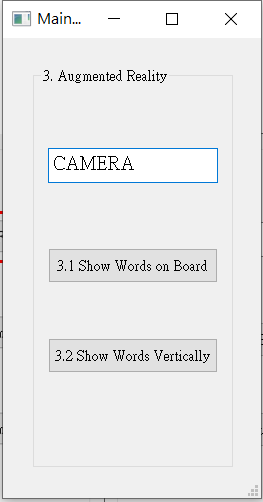 Main...
3. Augmented Reality
CAMERA
3.1 Show Words on Board
3.2 Show Words Vertically